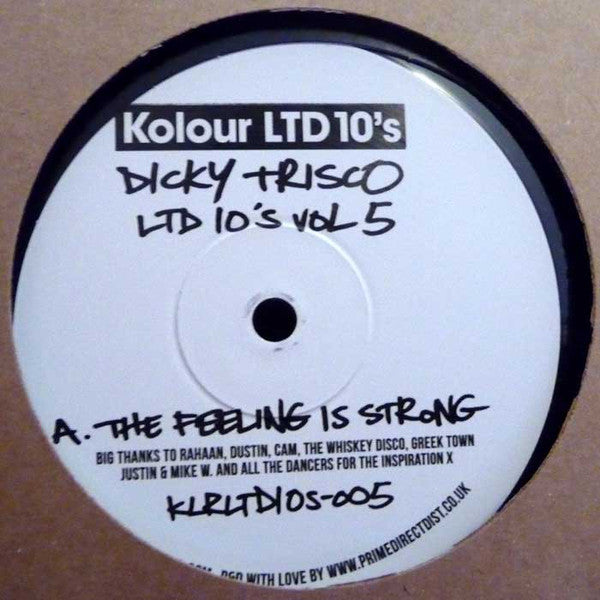 Kolour LTD 10's
DICKY TRISCO
LTD 10'S VOL 5
A. THE FEELING IS STRONG
BIG THANKS TO RAHAAN, DUSTIN, CAM, THE WHISKEY DISCO, GREEK TOWN
JUSTIN & MIKE W. AND ALL THE DANCERS FOR THE INSPIRATION X
KLRLTD10S-005
WITH LOVE BY WWW.PRIMEDIRECTDIST.CO.UK